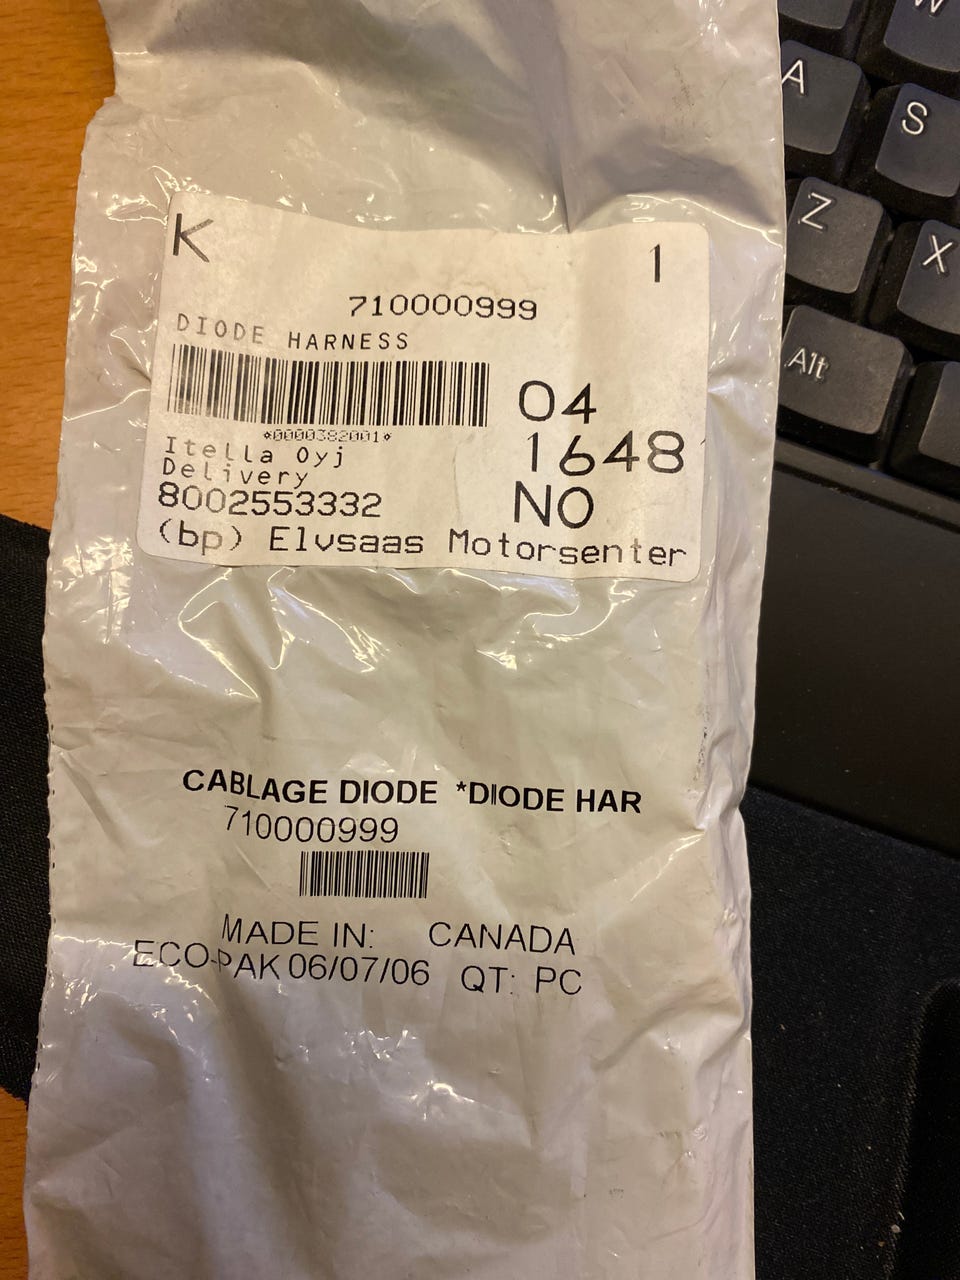 K 1
710000999
DIODE HARNESS
04
*0000382001*
1648
Itella Oyj
Delivery
8002553332 NO
(bp) Elvsaas Motorsenter
CABLAGE DIODE *DIODE HAR
710000999
MADE IN: CANADA
ECO-PAK 06/07/06 QT: PC
W
A
S
Z
X
Alt